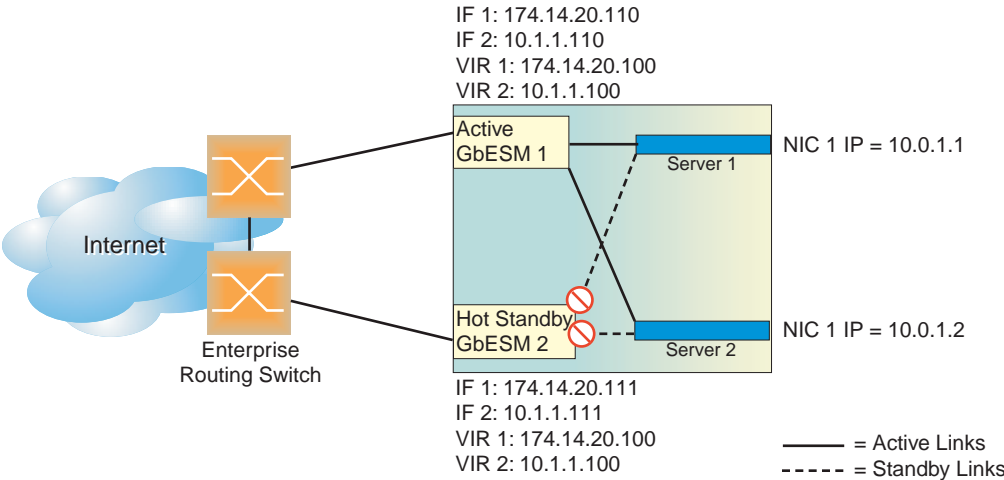 IF 1: 174.14.20.110
IF 2: 10.1.1.110
VIR 1: 174.14.20.100
VIR 2: 10.1.1.100
Active
GbESM 1
Server 1
NIC 1 IP = 10.0.1.1
Internet
Hot Standby
GbESM 2
Server 2
NIC 1 IP = 10.0.1.2
Enterprise
Routing Switch
IF 1: 174.14.20.111
IF 2: 10.1.1.111
VIR 1: 174.14.20.100
VIR 2: 10.1.1.100
= Active Links
= Standby Links